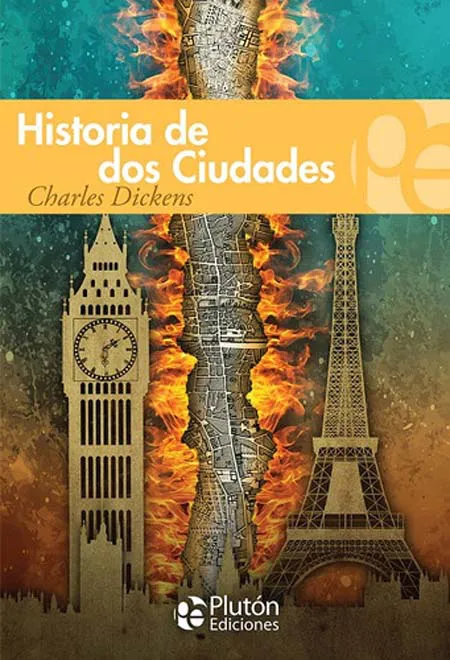 Historia de
dos Ciudades
Charles Dickens
Plutón
Ediciones